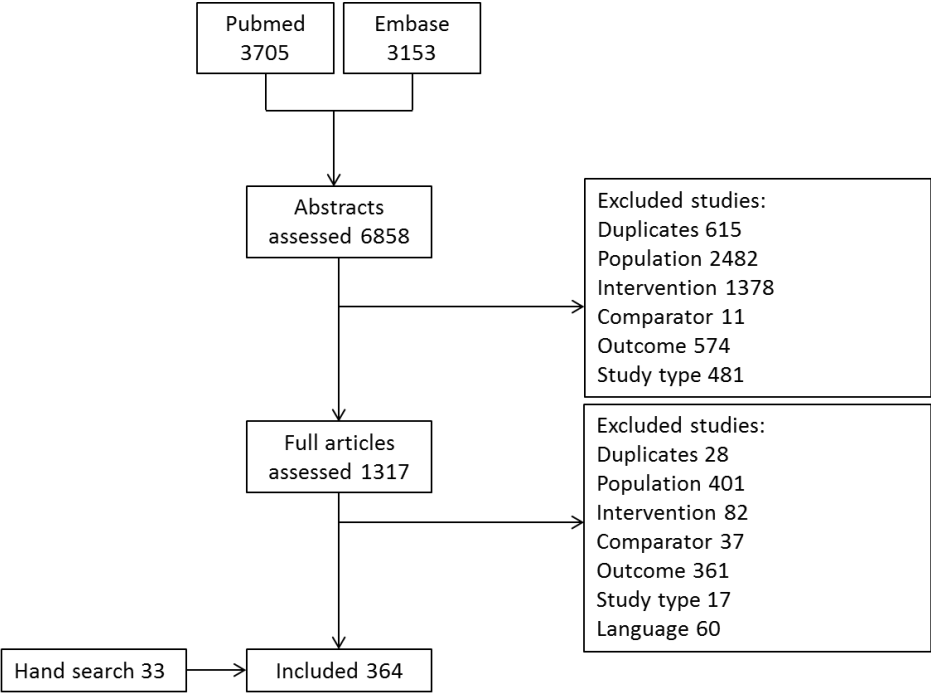 Pubmed
3705
Embase
3153
Abstracts
assessed 6858
Excluded studies:
Duplicates 615
Population 2482
Intervention 1378
Comparator 11
Outcome 574
Study type 481
Full articles
assessed 1317
Excluded studies:
Duplicates 28
Population 401
Intervention 82
Comparator 37
Outcome 361
Study type 17
Language 60
Hand search 33
Included 364